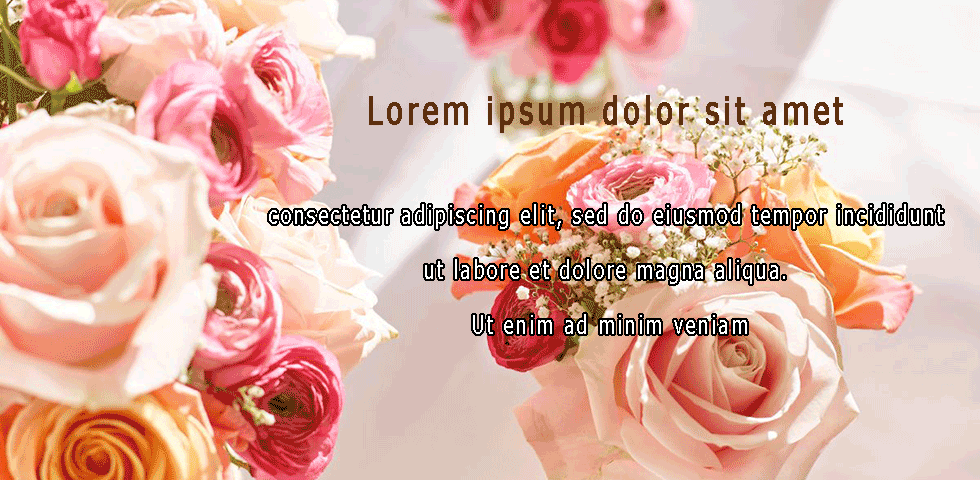 Lorem ipsum dolor sit amet
consectetur adipiscing elit, sed do eiusmod tempor incididunt
ut labore et dolore magna aliqua.
Ut enim ad minim veniam